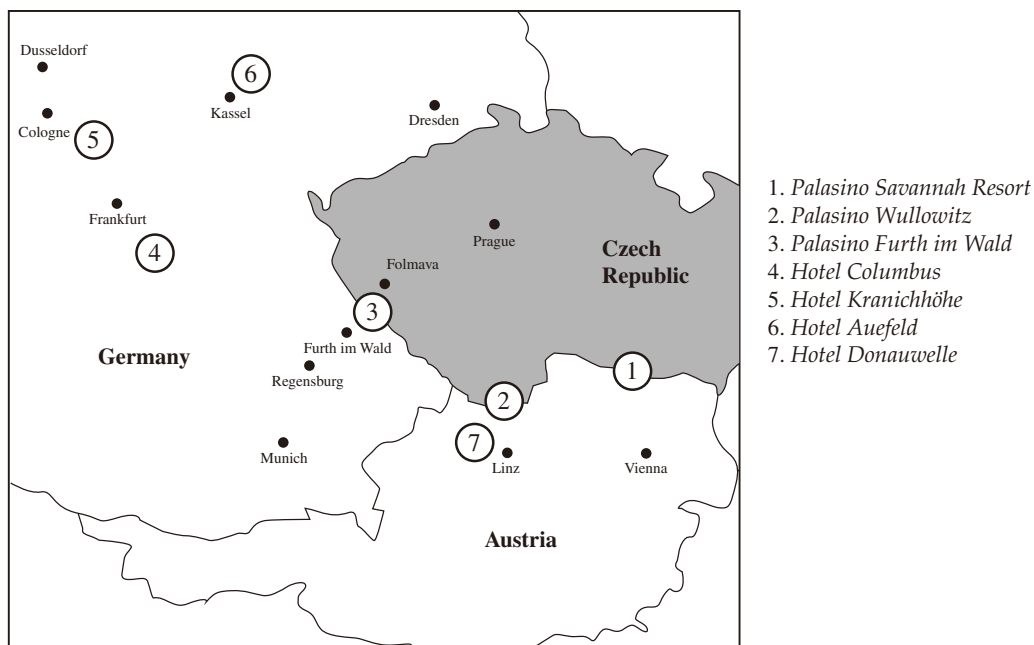 Dusseldorf
6
Kassel
Cologne
5
Dresden
1. Palasino Savannah Resort
2. Palasino Wullowitz
3. Palasino Furth im Wald
4. Hotel Columbus
5. Hotel Kranichhöhe
6. Hotel Auefeld
7. Hotel Donauwelle
Frankfurt
4
Prague
Czech
Republic
Folmava
3
Furth im Wald
Germany
Regensburg
1
2
7
Munich
Linz
Vienna
Austria